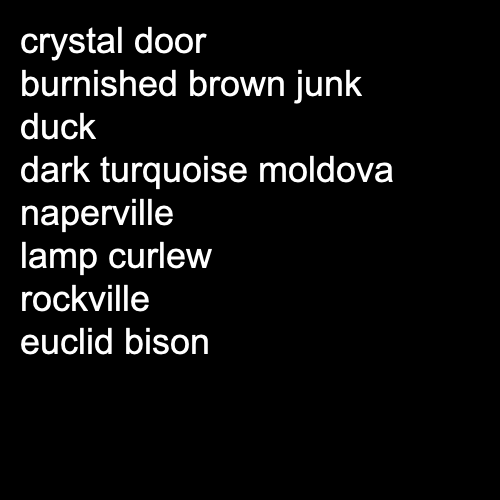 crystal door
burnished brown junk
duck
dark turquoise moldova
naperville
lamp curlew
rockville
euclid bison